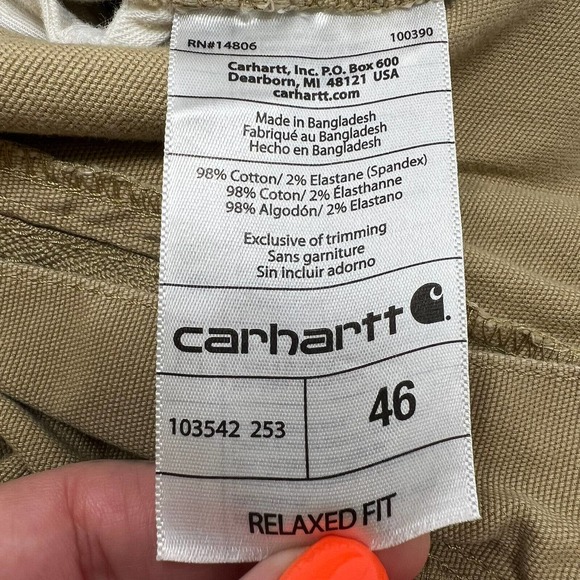 RN#14806 100390
Carhartt, Inc. P.O. Box 600
Dearborn, MI 48121 USA
carhartt.com
Made in Bangladesh
Fabriqué au Bangladesh
Hecho en Bangladesh
98% Cotton/ 2% Elastane (Spandex)
98% Coton/ 2% Élasthanne
98% Algodón/ 2% Elastano
Exclusive of trimming
Sans garniture
Sin incluir adorno
carhartt
103542 253 46
RELAXED FIT